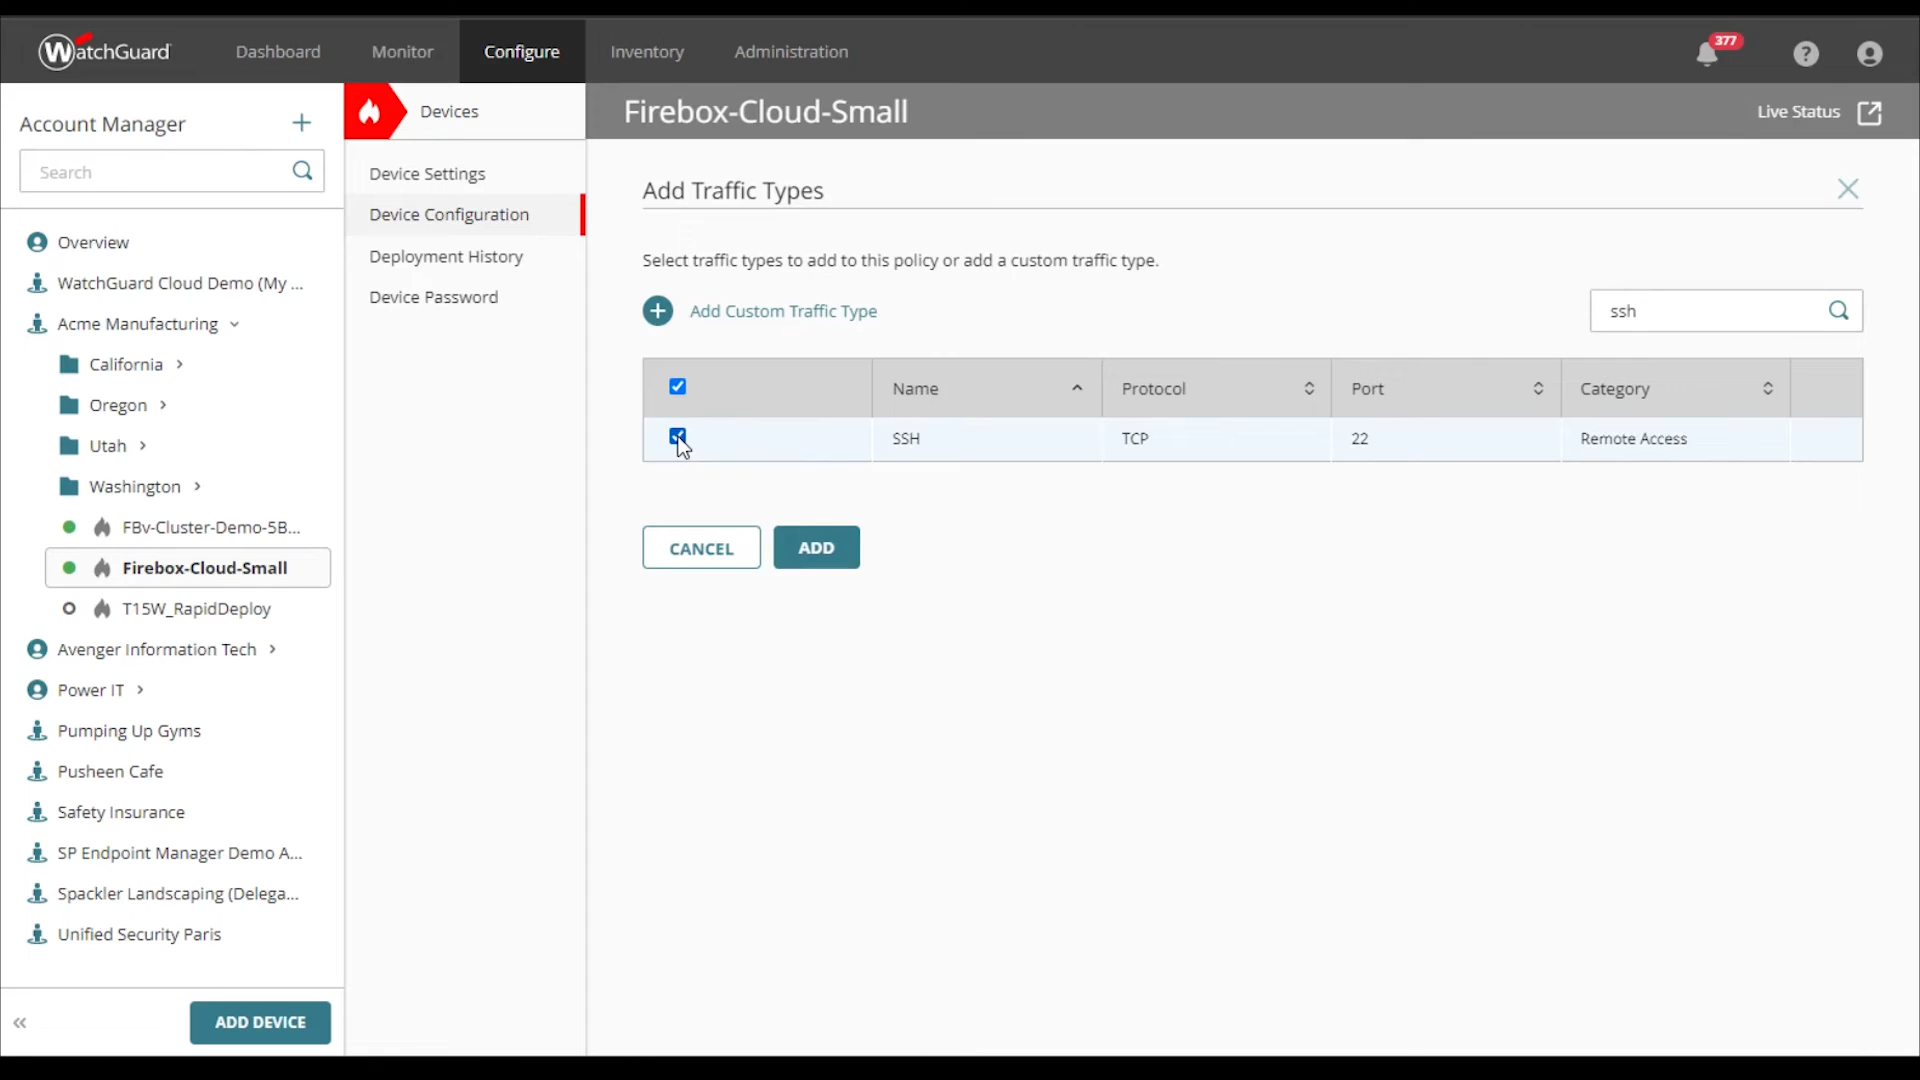 WatchGuard
Dashboard
Monitor
Configure
Inventory
Administration
377
?
Account Manager
Search
Overview
WatchGuard Cloud Demo (My ...
Acme Manufacturing
California
Oregon
Utah
Washington
FBv-Cluster-Demo-5B...
Firebox-Cloud-Small
T15W_RapidDeploy
Avenger Information Tech
Power IT
Pumping Up Gyms
Pusheen Cafe
Safety Insurance
SP Endpoint Manager Demo A...
Spackler Landscaping (Delega...
Unified Security Paris
ADD DEVICE
Devices
Device Settings
Device Configuration
Deployment History
Device Password
Firebox-Cloud-Small
Live Status
Add Traffic Types
Select traffic types to add to this policy or add a custom traffic type.
Add Custom Traffic Type
ssh
Name Protocol Port Category
SSH TCP 22 Remote Access
CANCEL
ADD